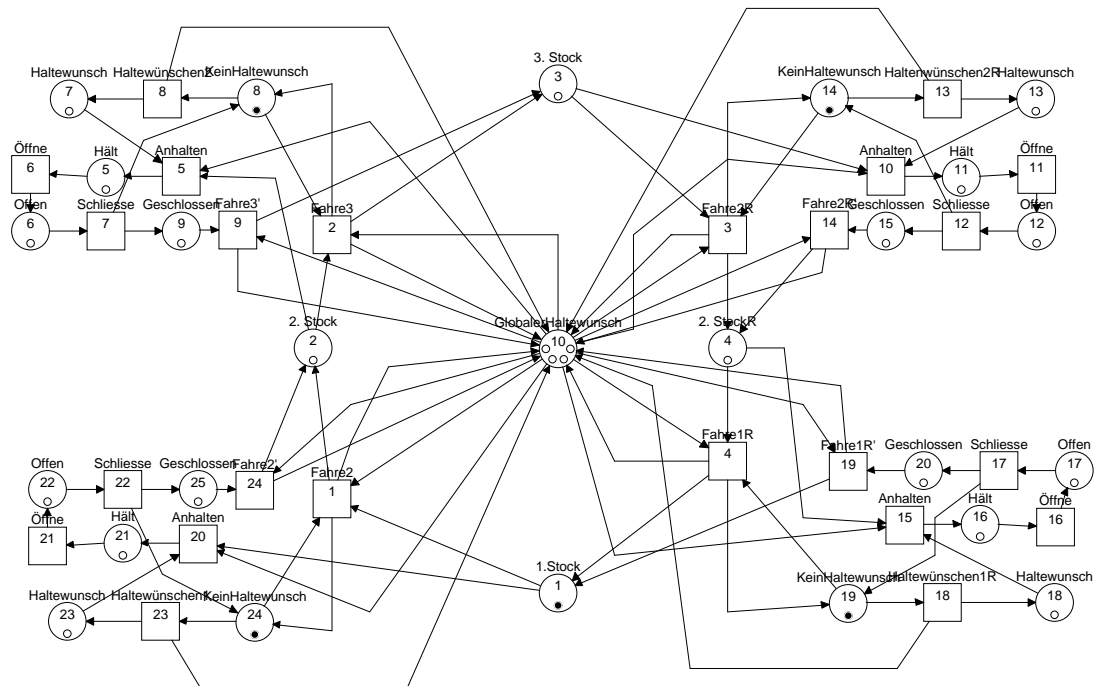 3. Stock
3
Haltewunsch
Haltewünschen2
KeinHaltewunsch
7
8
8
KeinHaltewunsch
Haltenwünschen2R
Haltewunsch
14
13
13
Öffne
Hält
Anhalten
6
5
5
Anhalten
Hält
Öffne
10
11
11
Offen
Schliesse
Geschlossen
Fahre3'
Fahre3
6
7
9
9
2
Fahre2R
Fahre2R'
Geschlossen
Schliesse
Offen
3
14
15
12
12
2. Stock
2
GlobalerHaltewunsch
10
2. StockR
4
Offen
Schliesse
Geschlossen
Fahre2'
Fahre2
22
22
25
24
1
Fahre1R
Fahre1R'
Geschlossen
Schliesse
Offen
4
19
20
17
17
Öffne
Hält
Anhalten
21
21
20
Anhalten
Hält
Öffne
15
16
16
1.Stock
1
Haltewunsch
Haltewünschen1
KeinHaltewunsch
23
23
24
KeinHaltewunsch
Haltewünschen1R
Haltewunsch
19
18
18